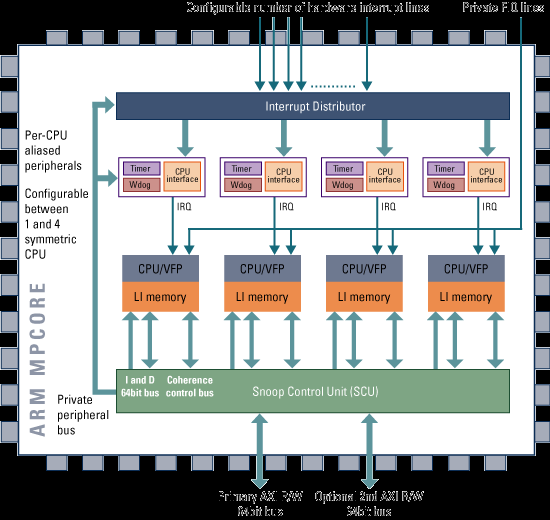 Configurable number of hardware interrupt lines
Private FIQ lines
Interrupt Distributor
Per-CPU
aliased
peripherals
Configurable
between
1 and 4
symmetric
CPU
Timer
Wdog
CPU
interface
Timer
Wdog
CPU
interface
Timer
Wdog
CPU
interface
Timer
Wdog
CPU
interface
IRQ
IRQ
IRQ
IRQ
CPU/VFP
LI memory
CPU/VFP
LI memory
CPU/VFP
LI memory
CPU/VFP
LI memory
ARM MPCORE
Private
peripheral
bus
I and D
64bit bus
Coherence
control bus
Snoop Control Unit (SCU)
Primary AXI R/W
64bit bus
Optional 2nd AXI R/W
64bit bus